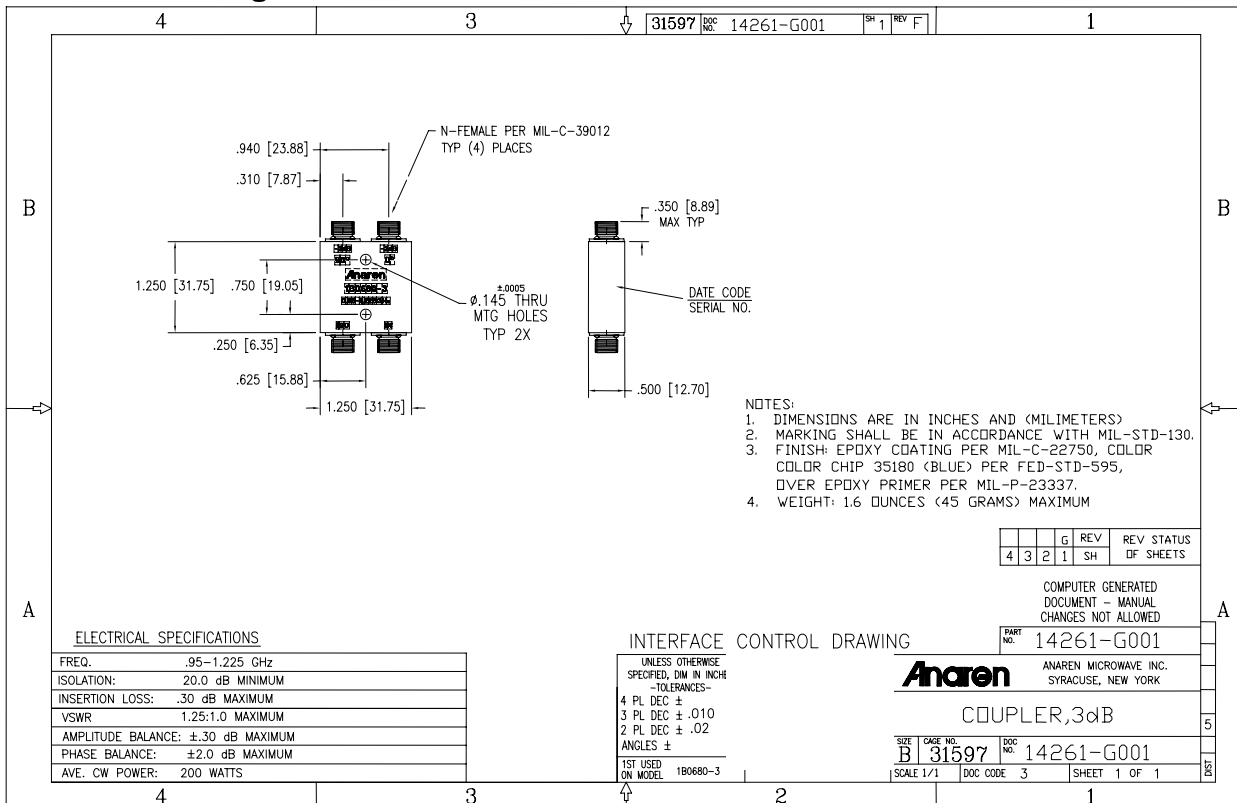 4
3
1
31597 DOC NO. 14261-G001 SH 1 REV F
.940 [23.88]
N-FEMALE PER MIL-C-39012
TYP (4) PLACES
.310 [7.87]
B
B
.350 [8.89]
MAX TYP
Anaren
1.250 [31.75]
.750 [19.05]
±.0005
Ø.145 THRU
MTG HOLES
TYP 2X
DATE CODE
SERIAL NO.
.250 [6.35]
.625 [15.88]
1.250 [31.75]
.500 [12.70]
NOTES:
1. DIMENSIONS ARE IN INCHES AND (MILIMETERS)
2. MARKING SHALL BE IN ACCORDANCE WITH MIL-STD-130.
3. FINISH: EPOXY COATING PER MIL-C-22750, COLOR
COLOR CHIP 35180 (BLUE) PER FED-STD-595,
OVER EPOXY PRIMER PER MIL-P-23337.
4. WEIGHT: 1.6 OUNCES (45 GRAMS) MAXIMUM
G REV REV STATUS
4 3 2 1 SH OF SHEETS
COMPUTER GENERATED
DOCUMENT - MANUAL
CHANGES NOT ALLOWED
A
A
ELECTRICAL SPECIFICATIONS
FREQ. .95-1.225 GHz
ISOLATION: 20.0 dB MINIMUM
INSERTION LOSS: .30 dB MAXIMUM
VSWR 1.25:1.0 MAXIMUM
AMPLITUDE BALANCE: ±.30 dB MAXIMUM
PHASE BALANCE: ±2.0 dB MAXIMUM
AVE. CW POWER: 200 WATTS
INTERFACE CONTROL DRAWING
UNLESS OTHERWISE
SPECIFIED, DIM IN INCHE
-TOLERANCES-
4 PL DEC ±
3 PL DEC ± .010
2 PL DEC ± .02
ANGLES ±
1ST USED
ON MODEL 1B0680-3
PART NO. 14261-G001
Anaren
ANAREN MICROWAVE INC.
SYRACUSE, NEW YORK
COUPLER,3dB
SIZE B CAGE NO. 31597 DOC NO. 14261-G001
SCALE 1/1 DOC CODE 3 SHEET 1 OF 1
5
DIST
4
3
2
1